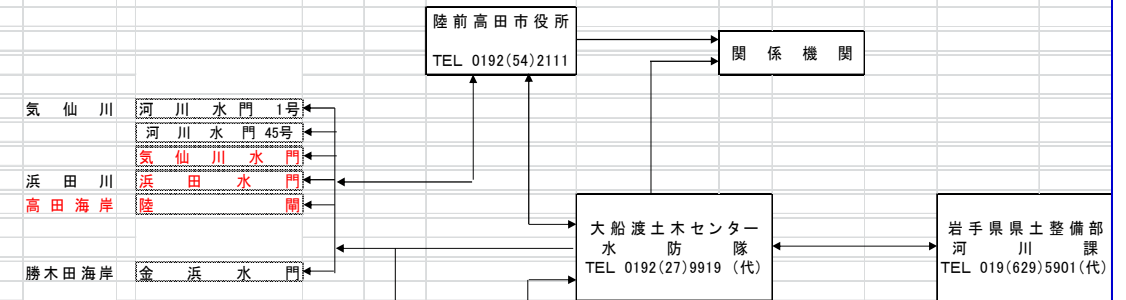 陸前高田市役所
TEL 0192(54)2111
関係機関
気仙川 河川水門 1号
河川水門 45号
気仙川水門
浜田川 浜田水門
高田海岸 陸閘
勝木田海岸 金浜水門
大船渡土木センター
水防隊
TEL 0192(27)9919 (代)
岩手県県土整備部
河川課
TEL 019(629)5901(代)